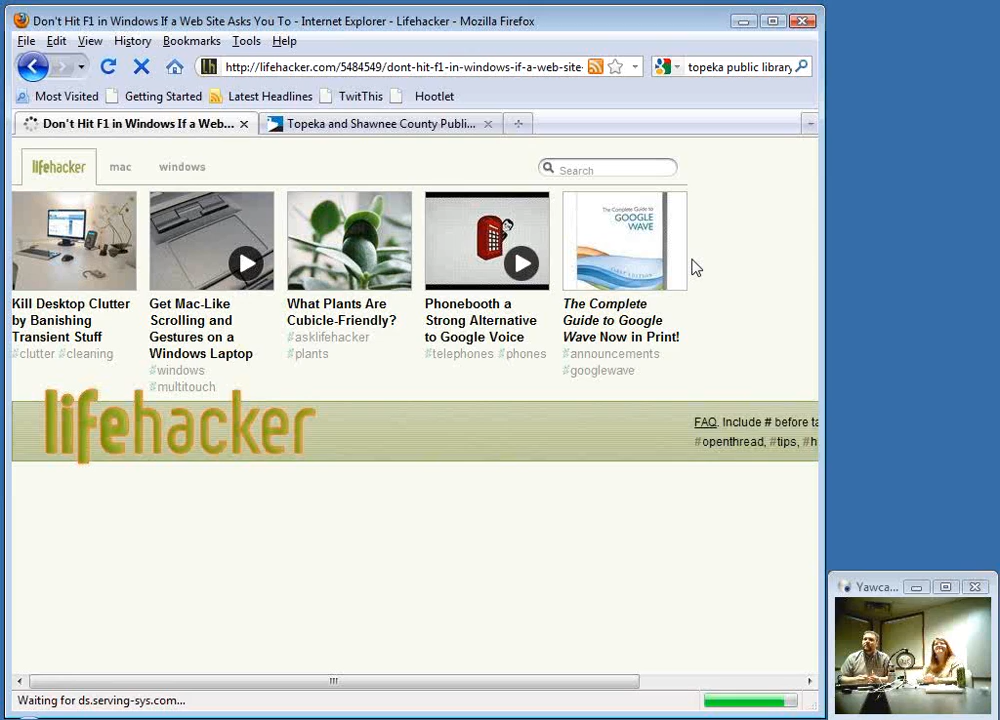 Don't Hit F1 in Windows If a Web Site Asks You To - Internet Explorer - Lifehacker - Mozilla Firefox
File Edit View History Bookmarks Tools Help
http://lifehacker.com/5484549/dont-hit-f1-in-windows-if-a-web-site-
topeka public library
Most Visited Getting Started Latest Headlines TwitThis Hootlet
Don't Hit F1 in Windows If a Web...
Topeka and Shawnee County Publi...
lifehacker mac windows
Search
The Complete Guide to
GOOGLE
WAVE
FIRST EDITION
Kill Desktop Clutter
by Banishing
Transient Stuff
#clutter #cleaning
Get Mac-Like
Scrolling and
Gestures on a
Windows Laptop
#windows
#multitouch
What Plants Are
Cubicle-Friendly?
#asklifehacker
#plants
Phonebooth a
Strong Alternative
to Google Voice
#telephones #phones
The Complete
Guide to Google
Wave Now in Print!
#announcements
#googlewave
lifehacker
FAQ. Include # before ta
#openthread, #tips, #h
Waiting for ds.serving-sys.com...
Yawca...